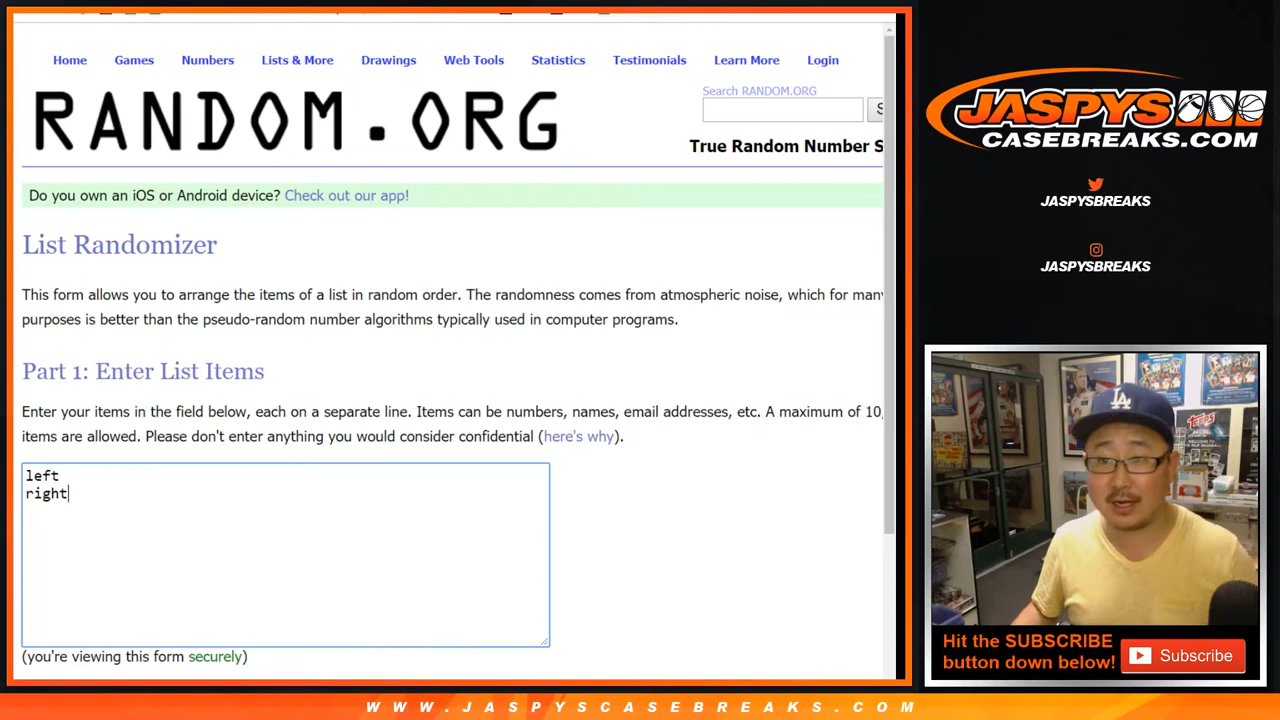 Home Games Numbers Lists & More Drawings Web Tools Statistics Testimonials Learn More Login
RANDOM.ORG
Search RANDOM.ORG
S
True Random Number S
Do you own an iOS or Android device? Check out our app!
List Randomizer
This form allows you to arrange the items of a list in random order. The randomness comes from atmospheric noise, which for many
purposes is better than the pseudo-random number algorithms typically used in computer programs.
Part 1: Enter List Items
Enter your items in the field below, each on a separate line. Items can be numbers, names, email addresses, etc. A maximum of 10,
items are allowed. Please don't enter anything you would consider confidential (here's why).
left
right
(you're viewing this form securely)
JASPYS
CASEBREAKS.COM
JASPYSBREAKS
JASPYSBREAKS
LA
TOPPS
Hit the SUBSCRIBE
button down below!
Subscribe
WWW.JASPYSCASEBREAKS.COM